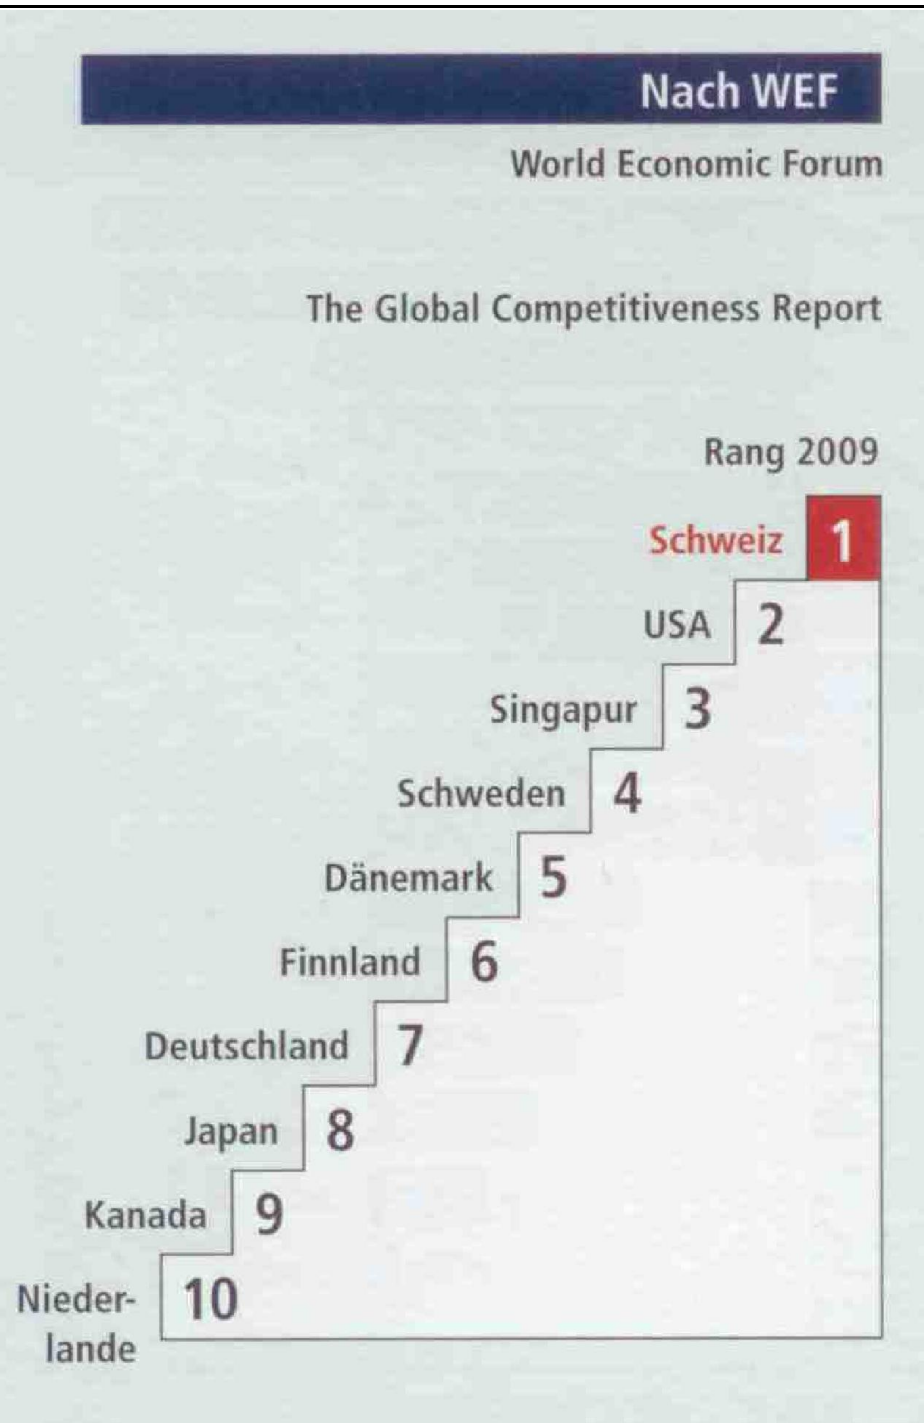 Nach WEF
World Economic Forum
The Global Competitiveness Report
Rang 2009
Schweiz 1
USA 2
Singapur 3
Schweden 4
Dänemark 5
Finnland 6
Deutschland 7
Japan 8
Kanada 9
Nieder- 10
lande